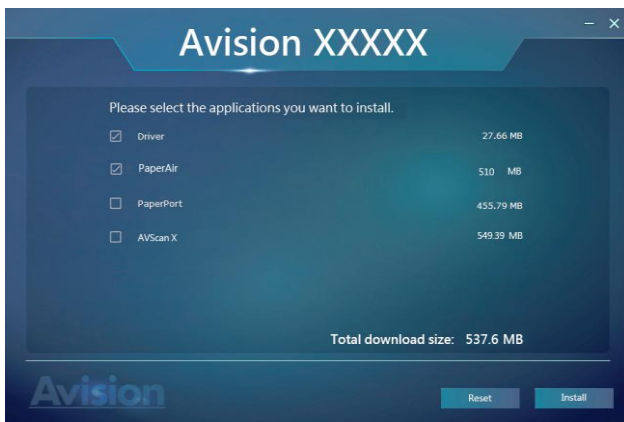 Avision XXXXX
Please select the applications you want to install.
Driver 27.66 MB
PaperAir 510 MB
PaperPort 455.79 MB
AVScan X 549.39 MB
Total download size: 537.6 MB
Avision
Reset Install